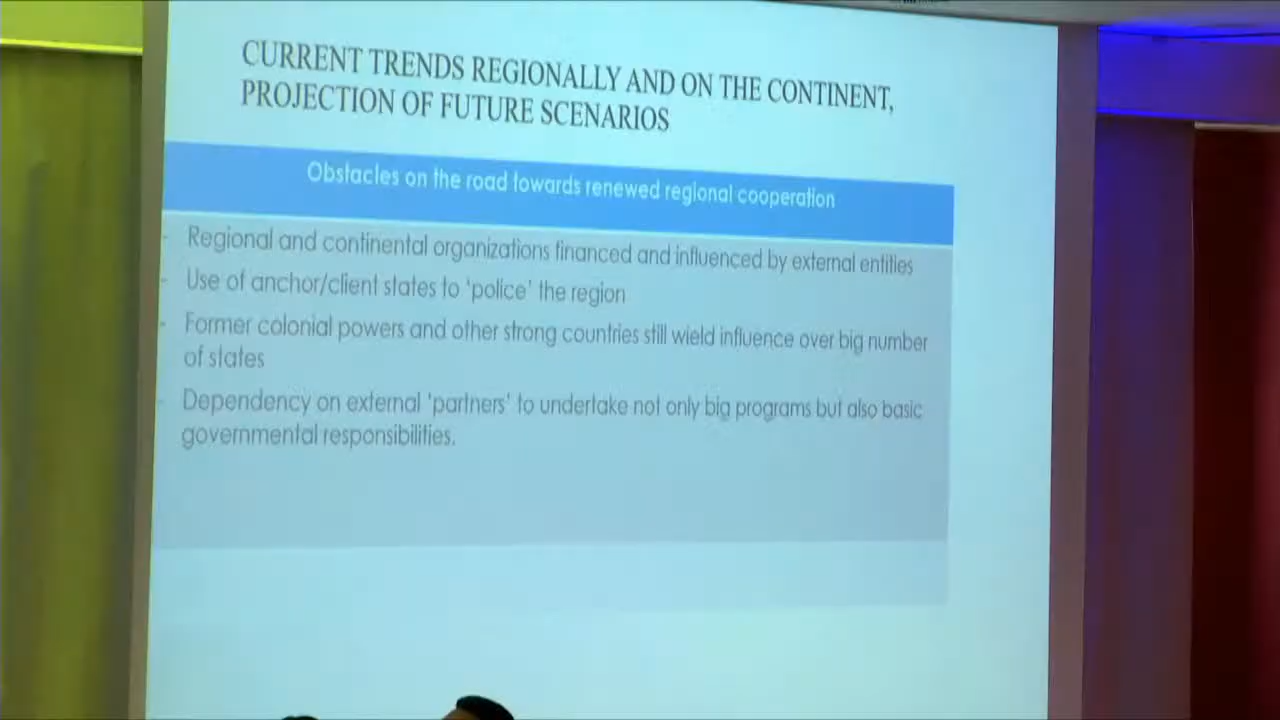 CURRENT TRENDS REGIONALLY AND ON THE CONTINENT,
PROJECTION OF FUTURE SCENARIOS
Obstacles on the road towards renewed regional cooperation
- Regional and continental organizations financed and influenced by external entities
- Use of anchor/client states to ‘police’ the region
- Former colonial powers and other strong countries still wield influence over big number
of states
- Dependency on external ‘partners’ to undertake not only big programs but also basic
governmental responsibilities.